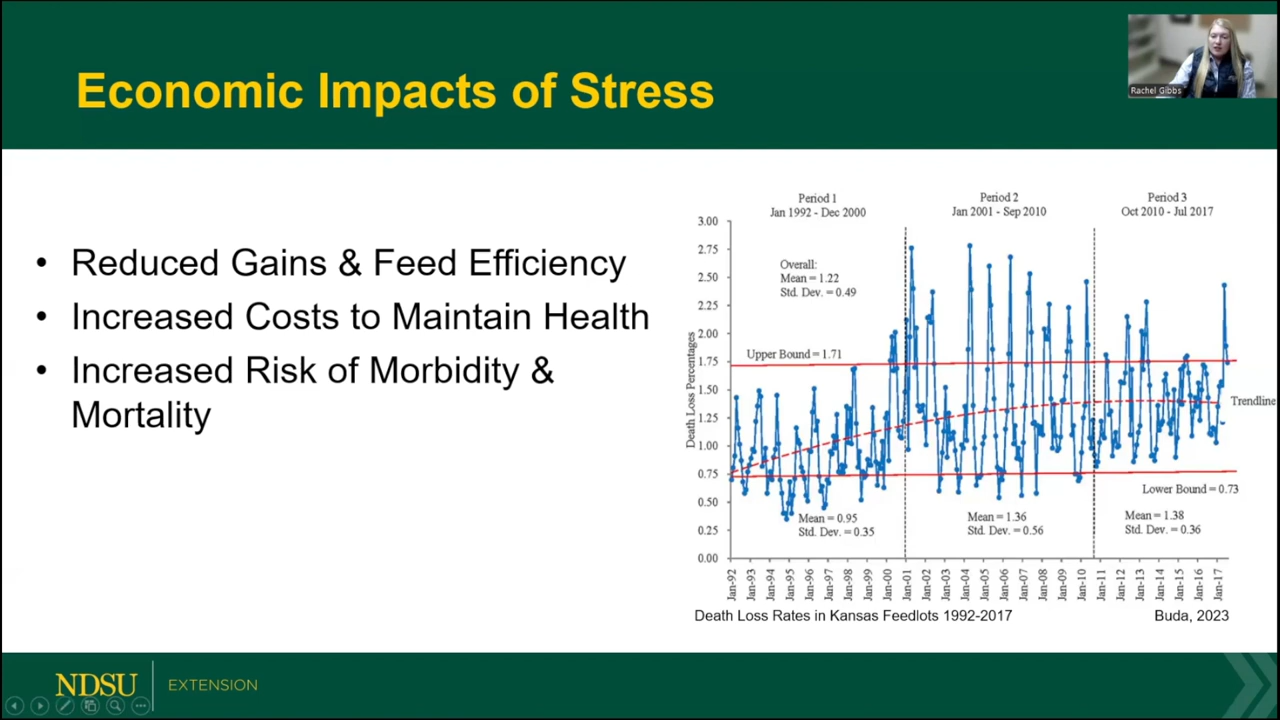 Economic Impacts of Stress
Rachel Gibbs
• Reduced Gains & Feed Efficiency
• Increased Costs to Maintain Health
• Increased Risk of Morbidity &
Mortality
Period 1
Jan 1992 - Dec 2000
Period 2
Jan 2001 - Sep 2010
Period 3
Oct 2010 - Jul 2017
Death Loss Percentages
3.00
2.75
2.50
2.25
2.00
1.75
1.50
1.25
1.00
0.75
0.50
0.25
0.00
Overall:
Mean = 1.22
Std. Dev. = 0.49
Upper Bound = 1.71
Trendline
Lower Bound = 0.73
Mean = 0.95
Std. Dev. = 0.35
Mean = 1.36
Std. Dev. = 0.56
Mean = 1.38
Std. Dev. = 0.36
Jan-92
Jan-93
Jan-94
Jan-95
Jan-96
Jan-97
Jan-98
Jan-99
Jan-00
Jan-01
Jan-02
Jan-03
Jan-04
Jan-05
Jan-06
Jan-07
Jan-08
Jan-09
Jan-10
Jan-11
Jan-12
Jan-13
Jan-14
Jan-15
Jan-16
Jan-17
Death Loss Rates in Kansas Feedlots 1992-2017
Buda, 2023
NDSU
EXTENSION